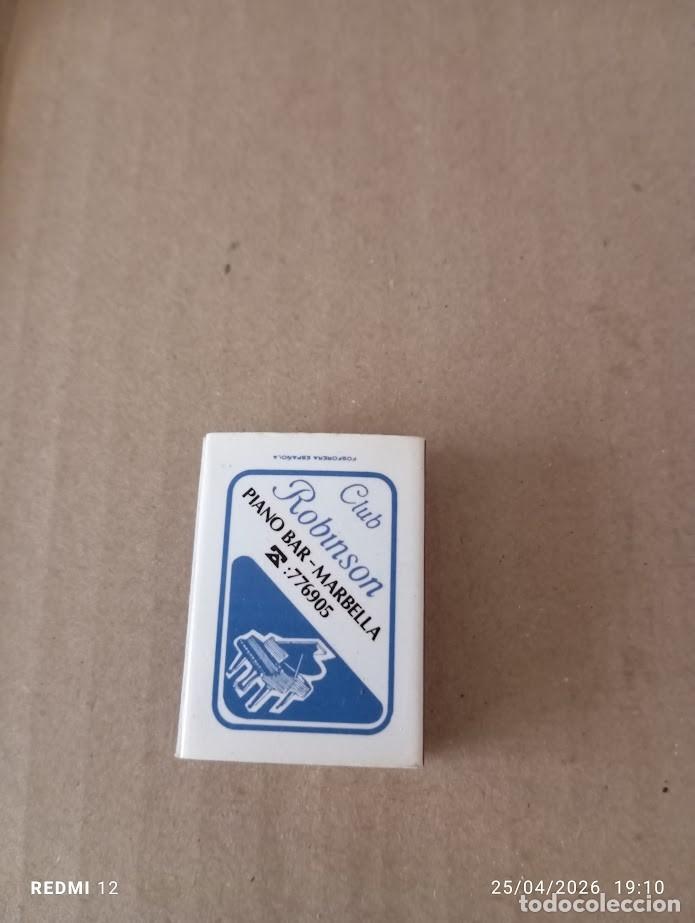 FOSFORERA ESPAÑOLA
Club
Robinson
PIANO BAR - MARBELLA
☎:776905
REDMI 12
25/04/2026 19:10
todocoleccion